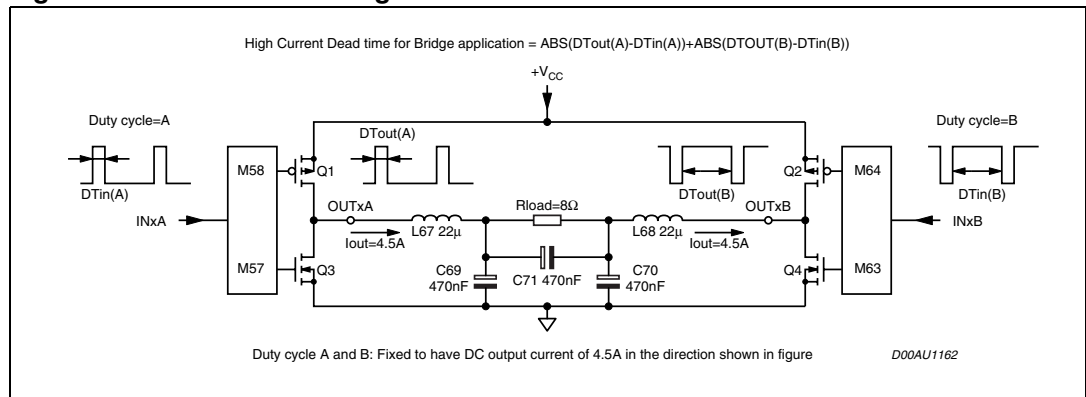 High Current Dead time for Bridge application = ABS(DTout(A)-DTin(A))+ABS(DTOUT(B)-DTin(B))
+VCC
Duty cycle=A
DTout(A)
Duty cycle=B
M58
Q1
Q2
M64
DTin(A)
DTout(B)
DTin(B)
INxA
OUTxA
Rload=8Ω
OUTxB
INxB
L67 22μ
L68 22μ
Iout=4.5A
Iout=4.5A
M57
Q3
Q4
M63
C69
470nF
C71 470nF
C70
470nF
Duty cycle A and B: Fixed to have DC output current of 4.5A in the direction shown in figure
D00AU1162